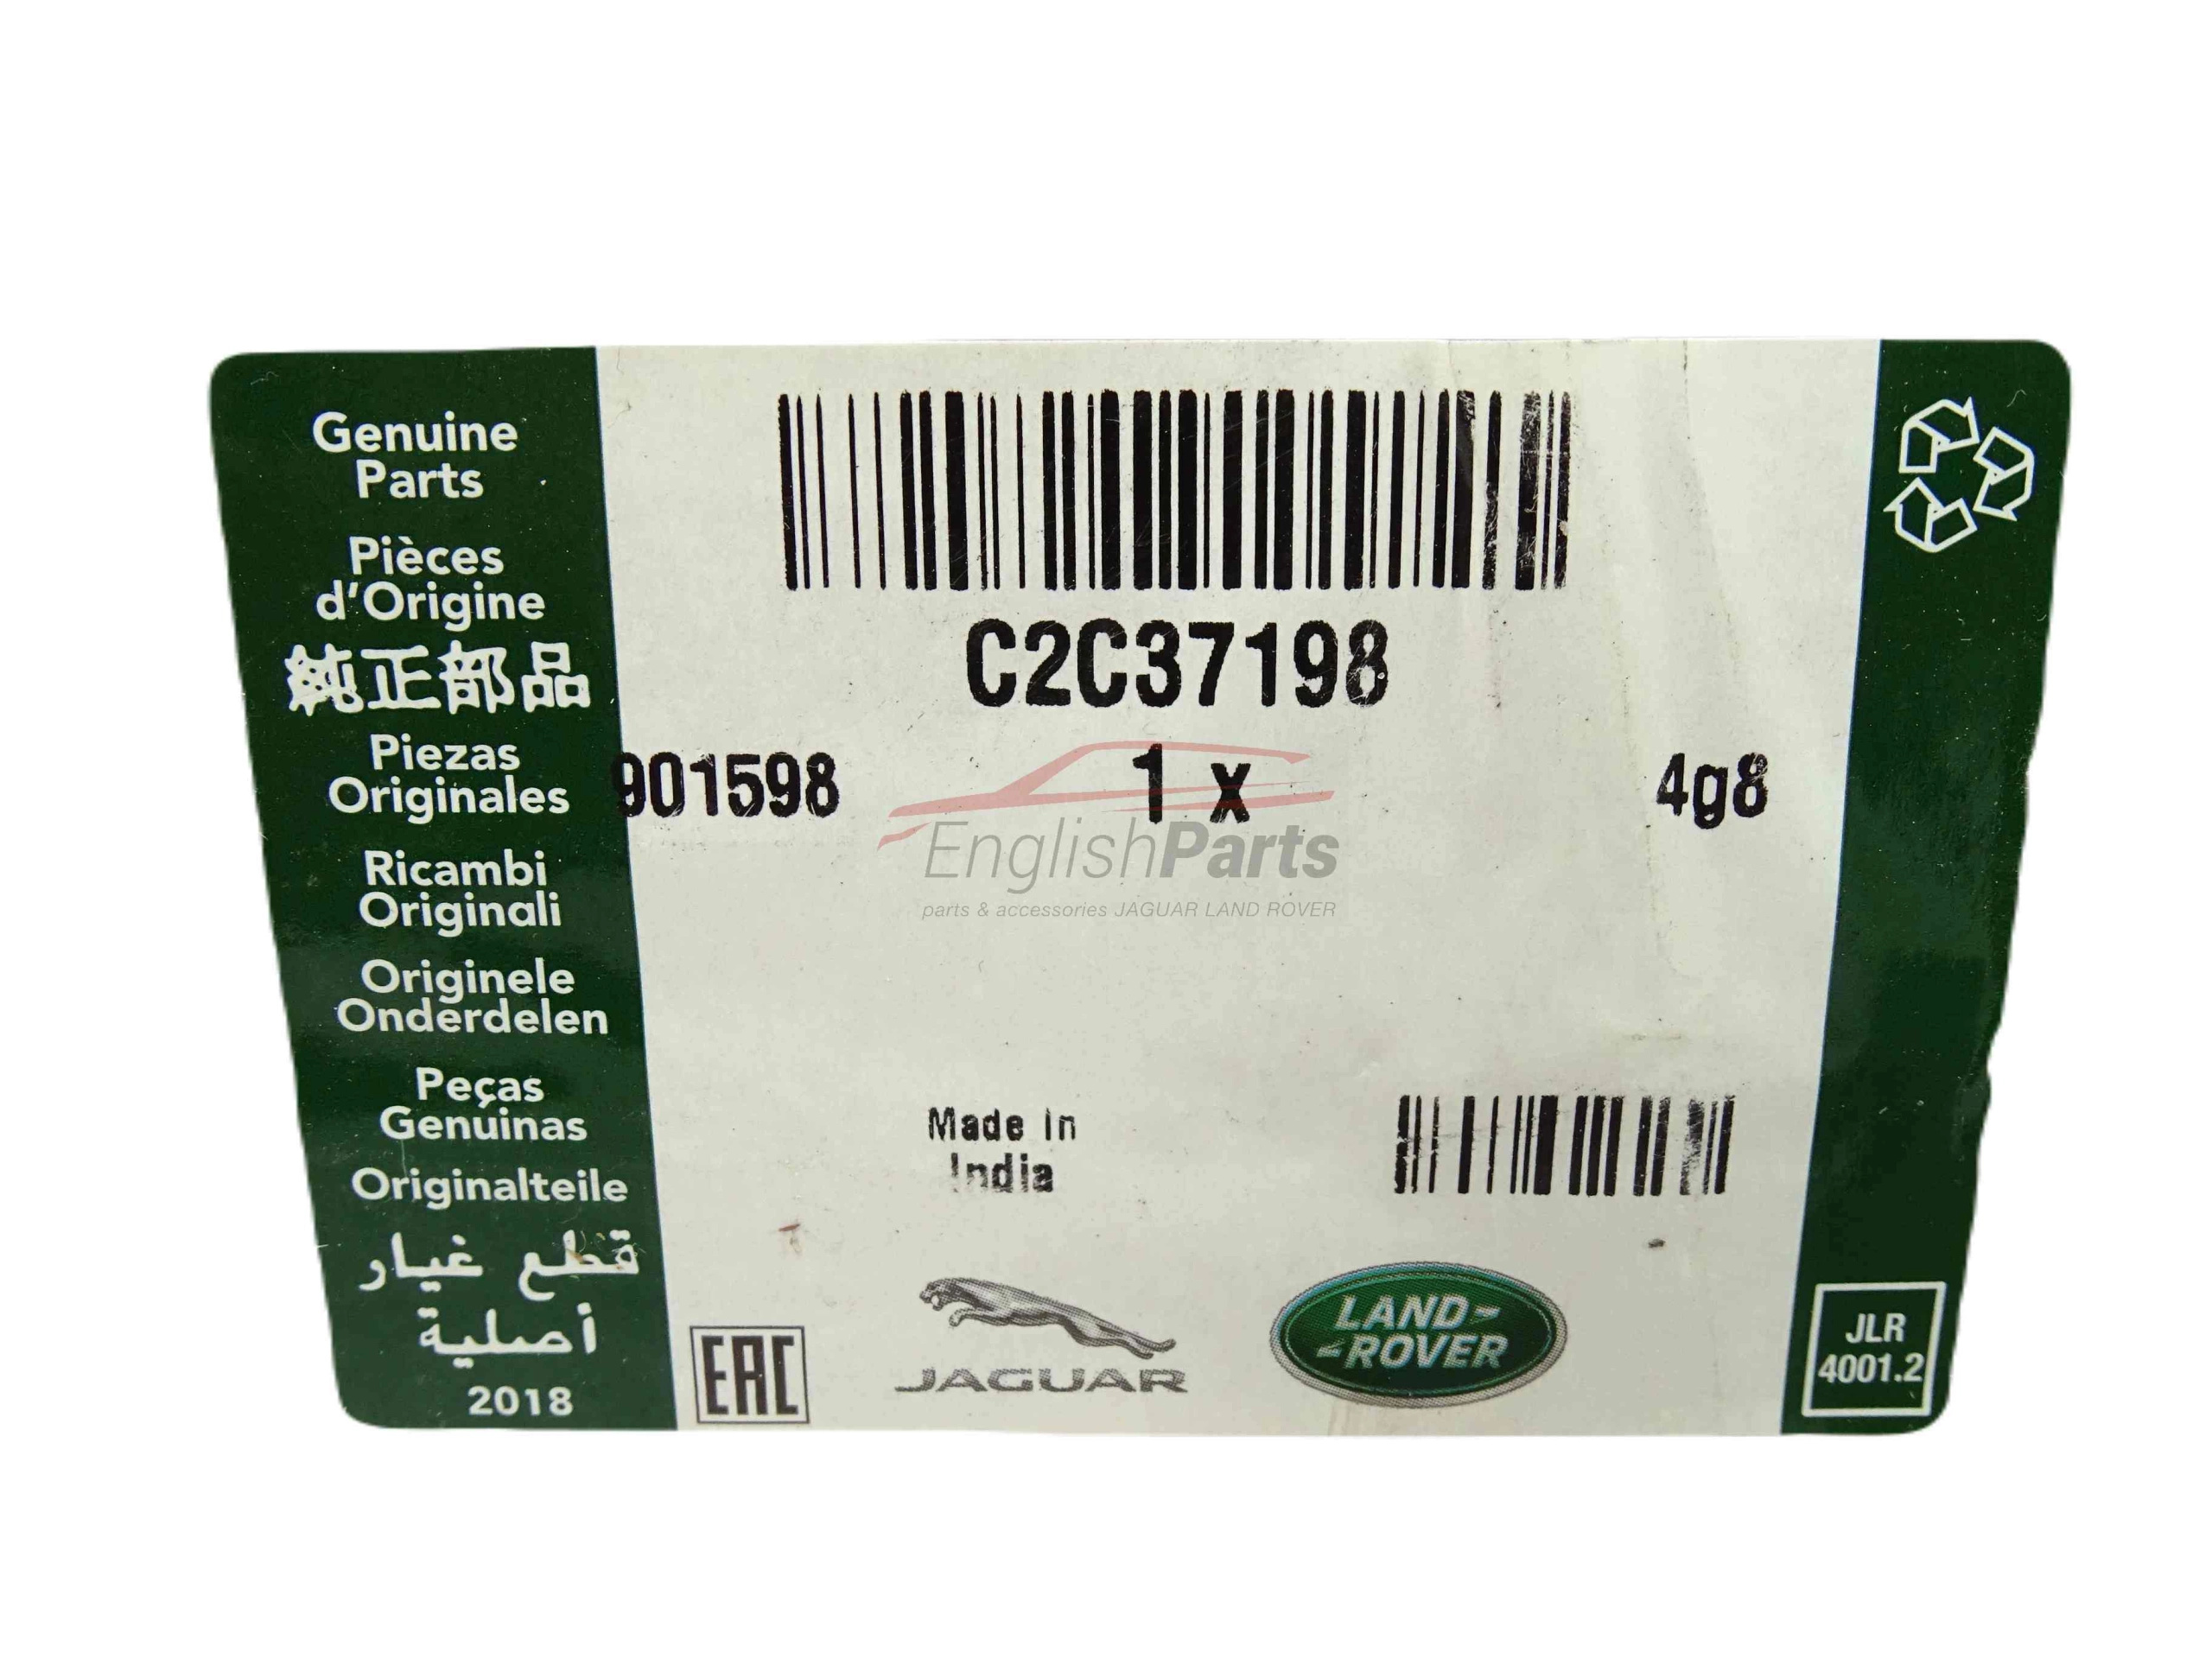 Genuine
Parts
Pièces
d'Origine
純正部品
Piezas
Originales
Ricambi
Originali
Originele
Onderdelen
Peças
Genuinas
Originalteile
قطع غيار
أصلية
2018
C2C37198
901598
1 x
4g8
EnglishParts
parts & accessories JAGUAR LAND ROVER
Made In
India
EAC
JAGUAR
LAND-
-ROVER
JLR
4001.2